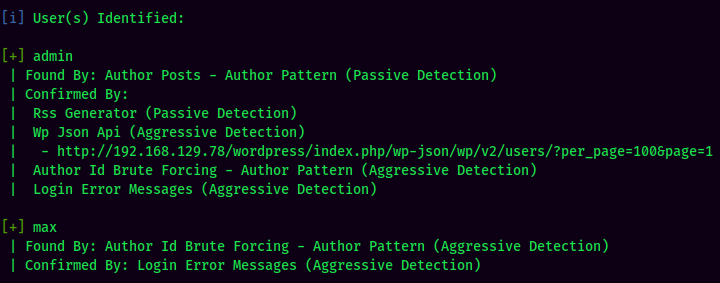 [i] User(s) Identified:
[+] admin
| Found By: Author Posts - Author Pattern (Passive Detection)
| Confirmed By:
|  Rss Generator (Passive Detection)
|  Wp Json Api (Aggressive Detection)
|   - http://192.168.129.78/wordpress/index.php/wp-json/wp/v2/users/?per_page=100&page=1
|  Author Id Brute Forcing - Author Pattern (Aggressive Detection)
|  Login Error Messages (Aggressive Detection)
[+] max
| Found By: Author Id Brute Forcing - Author Pattern (Aggressive Detection)
| Confirmed By: Login Error Messages (Aggressive Detection)